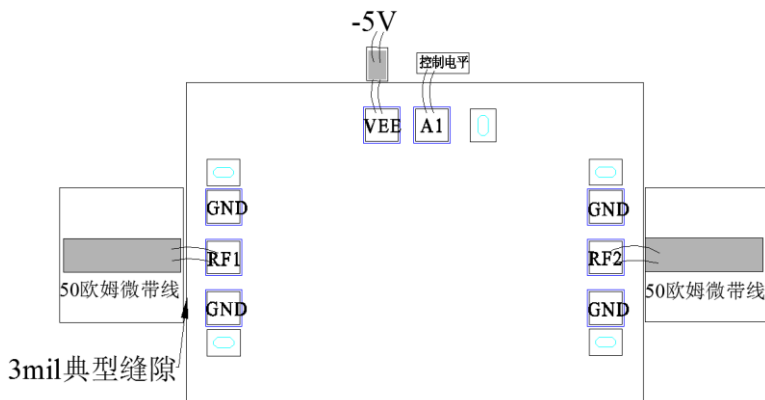 -5V
控制电平
VEE
A1
GND
GND
RF1
RF2
50欧姆微带线
50欧姆微带线
GND
GND
3mil典型缝隙